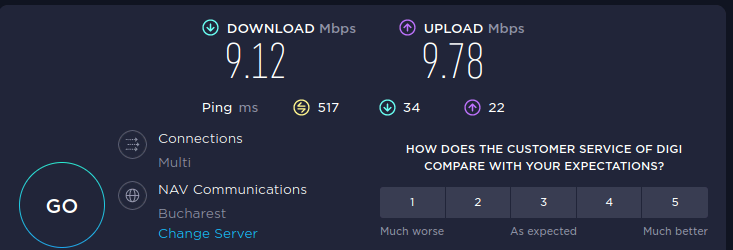 DOWNLOAD Mbps
9.12
UPLOAD Mbps
9.78
Ping ms 517 34 22
Connections
Multi
GO
NAV Communications
Bucharest
Change Server
HOW DOES THE CUSTOMER SERVICE OF DIGI
COMPARE WITH YOUR EXPECTATIONS?
1 2 3 4 5
Much worse As expected Much better